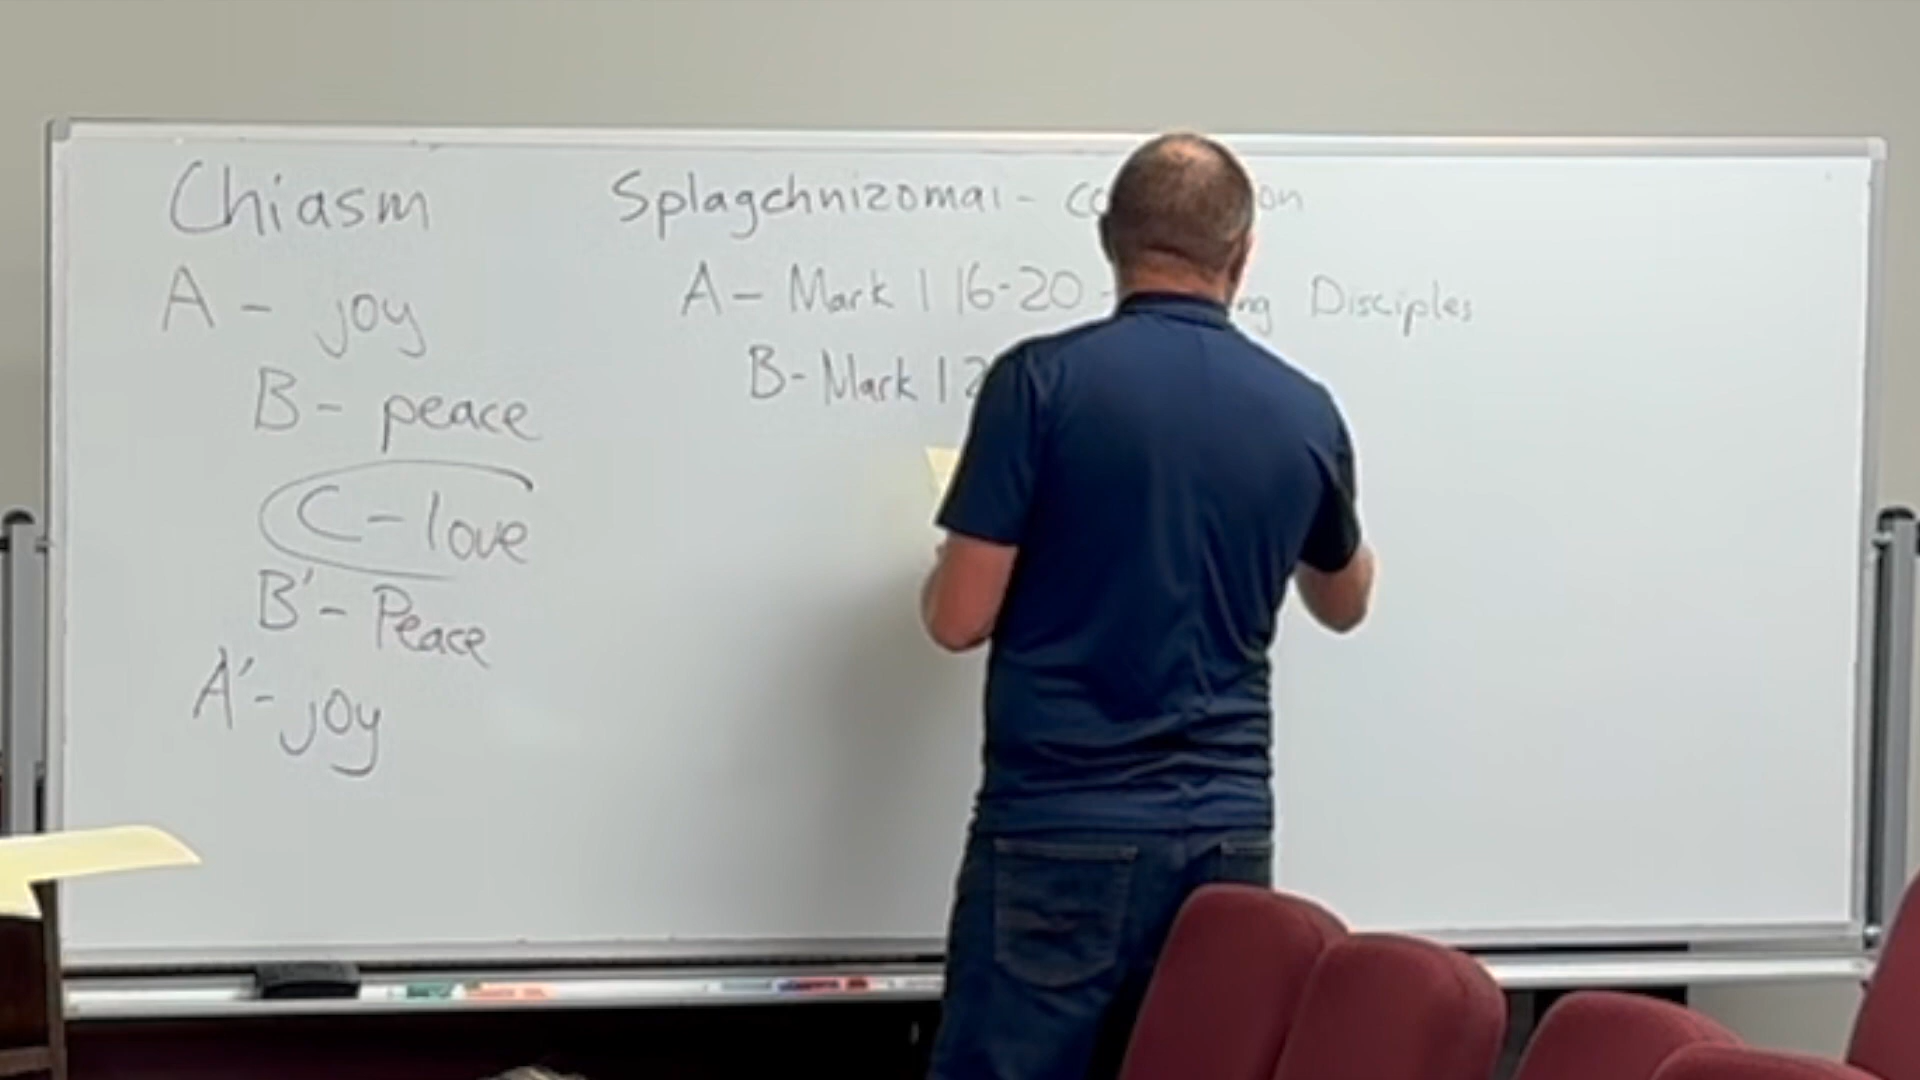 Chiasm
A - joy
B - peace
C - love
B' - Peace
A' - joy
Splagchnizomai -
A - Mark 1 16-20 - Disciples
B - Mark 1